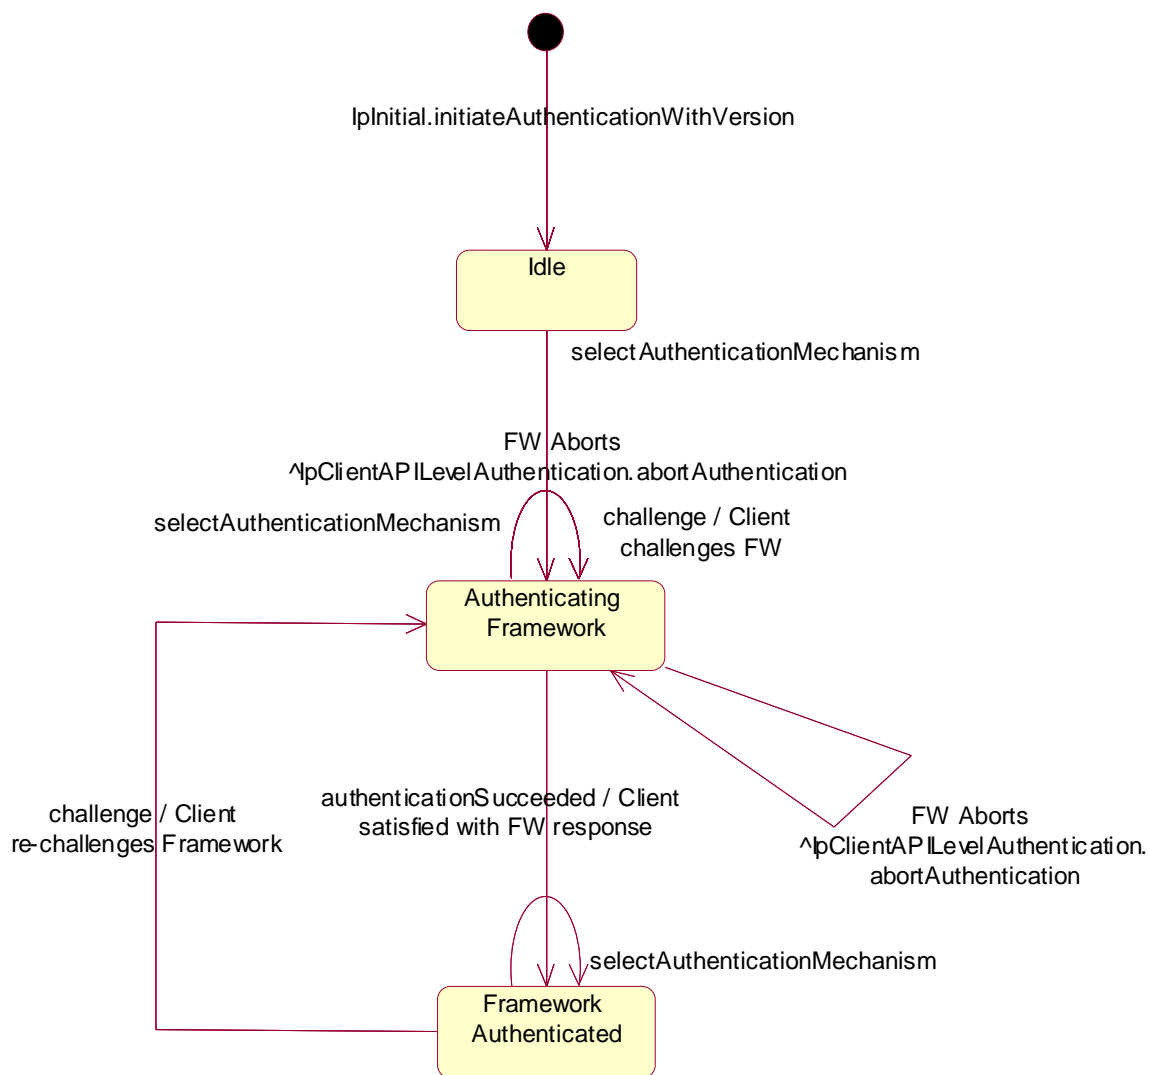 IpInitial.initiateAuthenticationWithVersion
Idle
selectAuthenticationMechanism
FW Aborts
^IpClientAPILevelAuthentication.abortAuthentication
selectAuthenticationMechanism
challenge / Client
challenges FW
Authenticating
Framework
authenticationSucceeded / Client
satisfied with FW response
challenge / Client
re-challenges Framework
FW Aborts
^IpClientAPILevelAuthentication.
abortAuthentication
selectAuthenticationMechanism
Framework
Authenticated